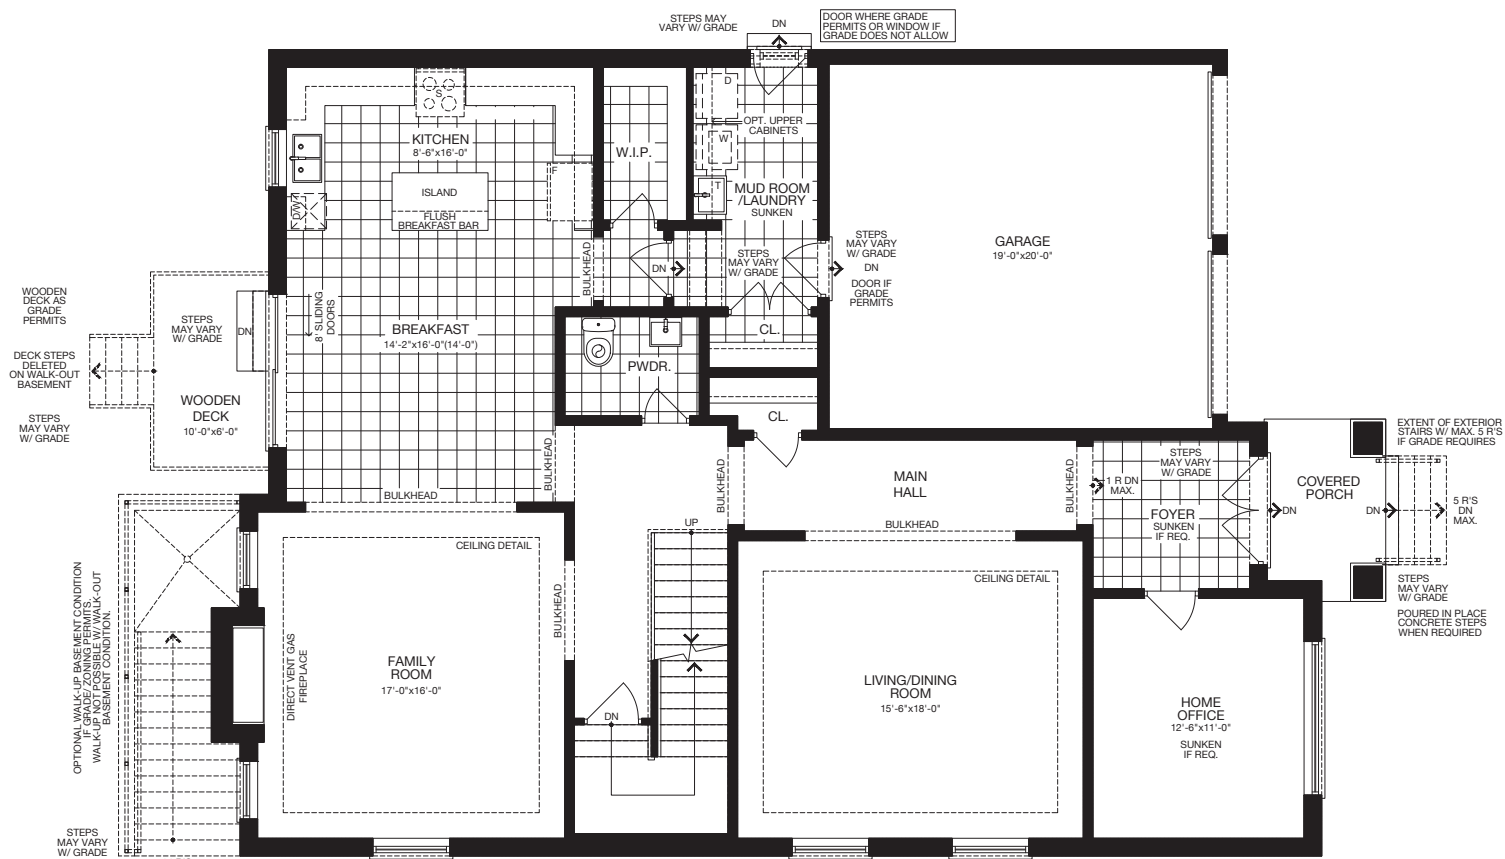 STEPS MAY
VARY W/ GRADE
DN
DOOR WHERE GRADE
PERMITS OR WINDOW IF
GRADE DOES NOT ALLOW
KITCHEN
8'-6"x16'-0"
S
ISLAND
FLUSH
BREAKFAST BAR
F
D/W
W.I.P.
D
OPT. UPPER
CABINETS
W
T
MUD ROOM
/LAUNDRY
SUNKEN
STEPS
MAY VARY
W/ GRADE
DN
BULKHEAD
CL.
GARAGE
19'-0"x20'-0"
STEPS
MAY VARY
W/ GRADE
DN
DOOR IF
GRADE
PERMITS
WOODEN
DECK AS
GRADE
PERMITS
DECK STEPS
DELETED
ON WALK-OUT
BASEMENT
STEPS
MAY VARY
W/ GRADE
STEPS
MAY VARY
W/ GRADE
DN
WOODEN
DECK
10'-0"x6'-0"
8' SLIDING
DOORS
BREAKFAST
14'-2"x16'-0"(14'-0")
PWDR.
CL.
BULKHEAD
BULKHEAD
BULKHEAD
MAIN
HALL
BULKHEAD
BULKHEAD
1 R DN
MAX.
STEPS
MAY VARY
W/ GRADE
FOYER
SUNKEN
IF REQ.
DN
COVERED
PORCH
DN
EXTENT OF EXTERIOR
STAIRS W/ MAX. 5 R'S
IF GRADE REQUIRES
5 R'S
DN
MAX.
STEPS
MAY VARY
W/ GRADE
POURED IN PLACE
CONCRETE STEPS
WHEN REQUIRED
OPTIONAL WALK-UP BASEMENT CONDITION
IF GRADE/ ZONING PERMITS.
WALK-UP NOT POSSIBLE W/ WALK-OUT
BASEMENT CONDITION.
STEPS
MAY VARY
W/ GRADE
CEILING DETAIL
DIRECT VENT GAS
FIREPLACE
FAMILY
ROOM
17'-0"x16'-0"
BULKHEAD
UP
DN
CEILING DETAIL
LIVING/DINING
ROOM
15'-6"x18'-0"
HOME
OFFICE
12'-6"x11'-0"
SUNKEN
IF REQ.